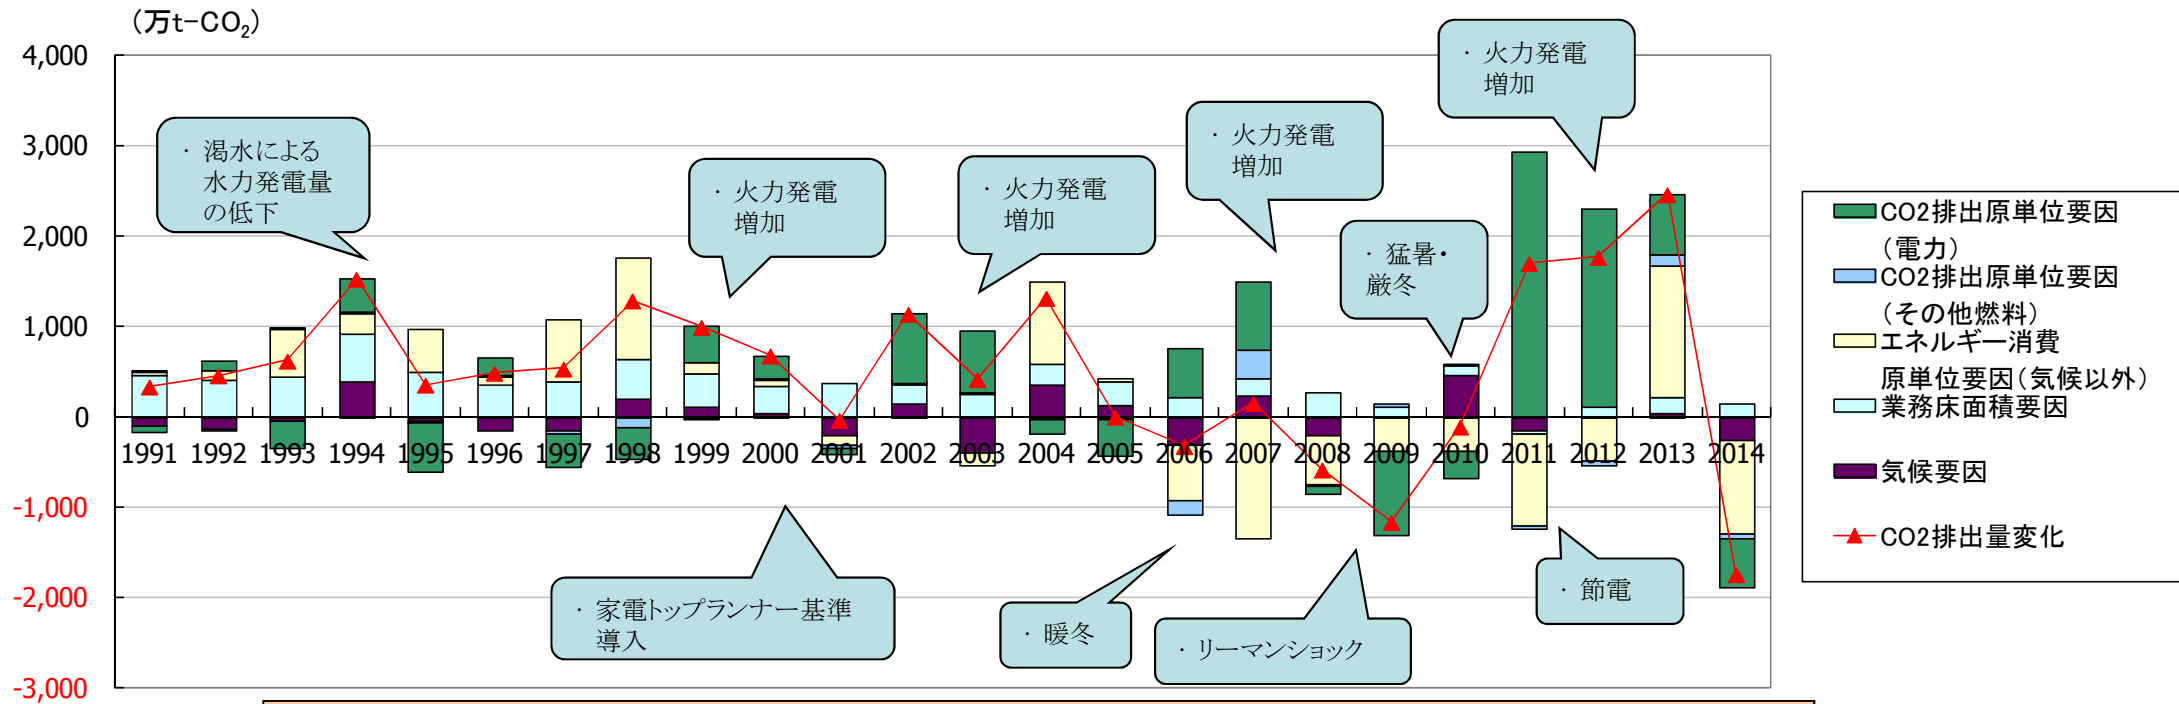 （万t-CO₂）
4,000
3,000
2,000
1,000
0
-1,000
-2,000
-3,000
1991 1992 1993 1994 1995 1996 1997 1998 1999 2000 2001 2002 2003 2004 2005 2006 2007 2008 2009 2010 2011 2012 2013 2014
・渇水による
水力発電量
の低下
・火力発電
増加
・火力発電
増加
・火力発電
増加
・猛暑・
厳冬
・火力発電
増加
・家電トップランナー基準
導入
・暖冬
・リーマンショック
・節電
CO2排出原単位要因
（電力）
CO2排出原単位要因
（その他燃料）
エネルギー消費
原単位要因（気候以外）
業務床面積要因
気候要因
CO2排出量変化